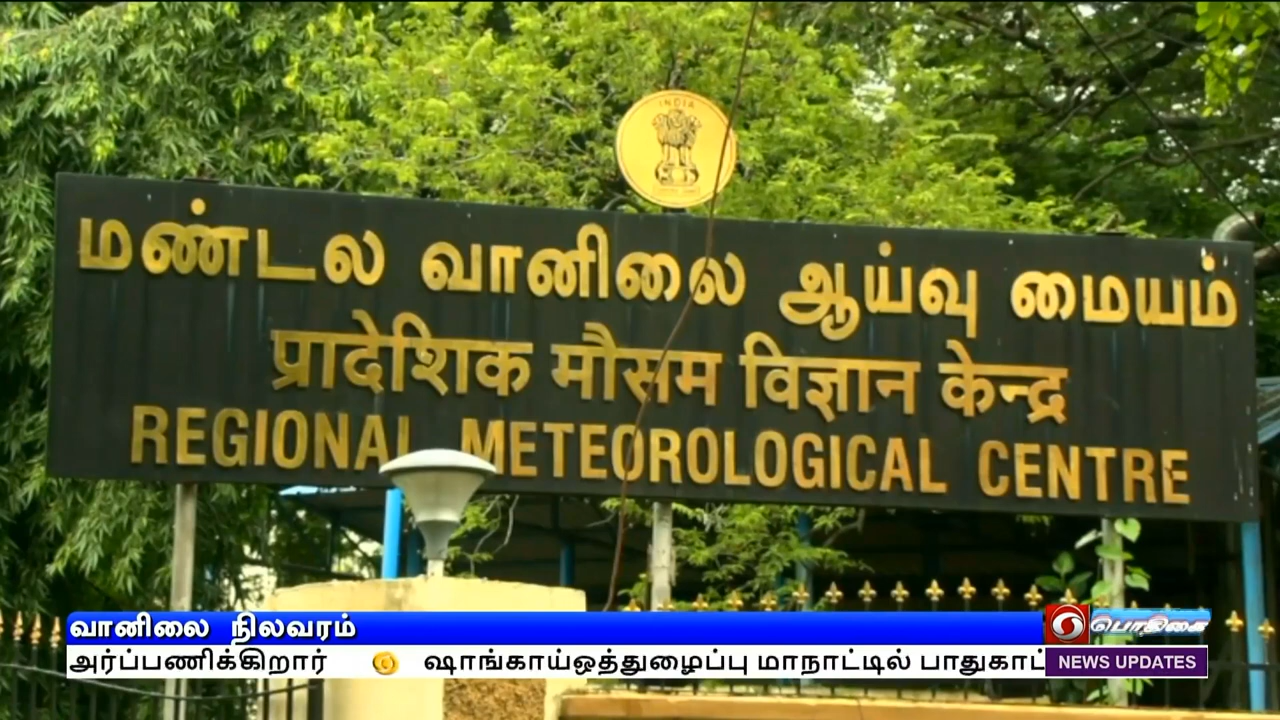 INDIA
மண்டல வானிலை ஆய்வு மையம்
प्रादेशिक मौसम विज्ञान केन्द्र
REGIONAL METEOROLOGICAL CENTRE
வானிலை நிலவரம்
பொதிகை
அர்ப்பணிக்கிறார் ஷாங்காய்ஒத்துழைப்பு மாநாட்டில்
NEWS UPDATES